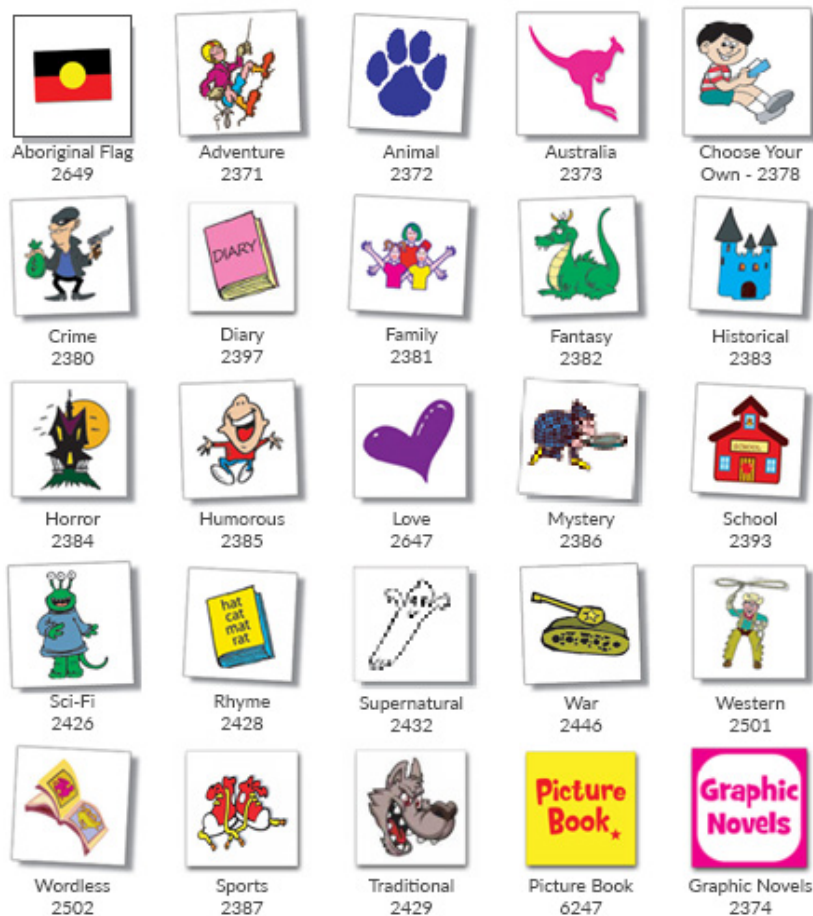 Aboriginal Flag
2649
Adventure
2371
Animal
2372
Australia
2373
Choose Your
Own - 2378
Crime
2380
DIARY
Diary
2397
Family
2381
Fantasy
2382
Historical
2383
Horror
2384
Humorous
2385
Love
2647
Mystery
2386
SCHOOL
School
2393
Sci-Fi
2426
hat
cat
mat
rat
Rhyme
2428
Supernatural
2432
War
2446
Western
2501
Wordless
2502
Sports
2387
Traditional
2429
Picture
Book
Picture Book
6247
Graphic
Novels
Graphic Novels
2374